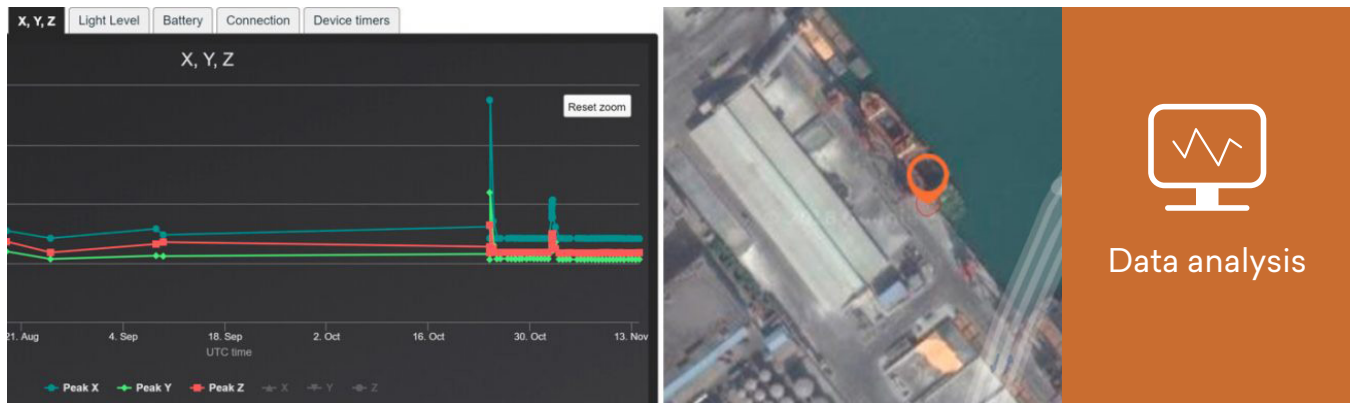 X, Y, Z
Light Level
Battery
Connection
Device timers
X, Y, Z
Reset zoom
21. Aug
4. Sep
18. Sep
2. Oct
16. Oct
30. Oct
13. Nov
UTC time
Peak X
Peak Y
Peak Z
X
Y
Z
Data analysis